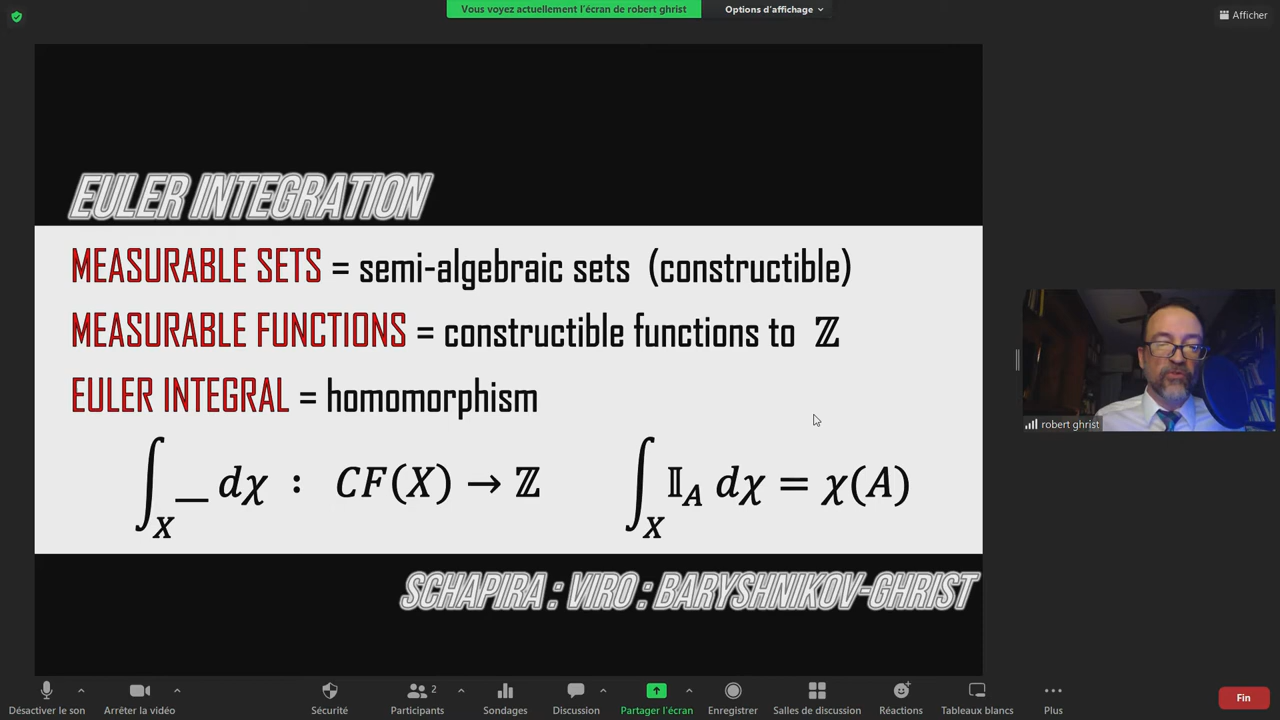 Vous voyez actuellement l'écran de robert ghrist
Options d'affichage
Afficher
EULER INTEGRATION
MEASURABLE SETS = semi-algebraic sets (constructible)
MEASURABLE FUNCTIONS = constructible functions to ℤ
EULER INTEGRAL = homomorphism
∫_X __ dχ : CF(X) → ℤ
∫_X 𝕀_A dχ = χ(A)
SCHAPIRA : VIRO : BARYSHNIKOV-GHRIST
robert ghrist
Désactiver le son
Arrêter la vidéo
Sécurité
Participants
2
Sondages
Discussion
Partager l'écran
Enregistrer
Salles de discussion
Réactions
Tableaux blancs
Plus
Fin